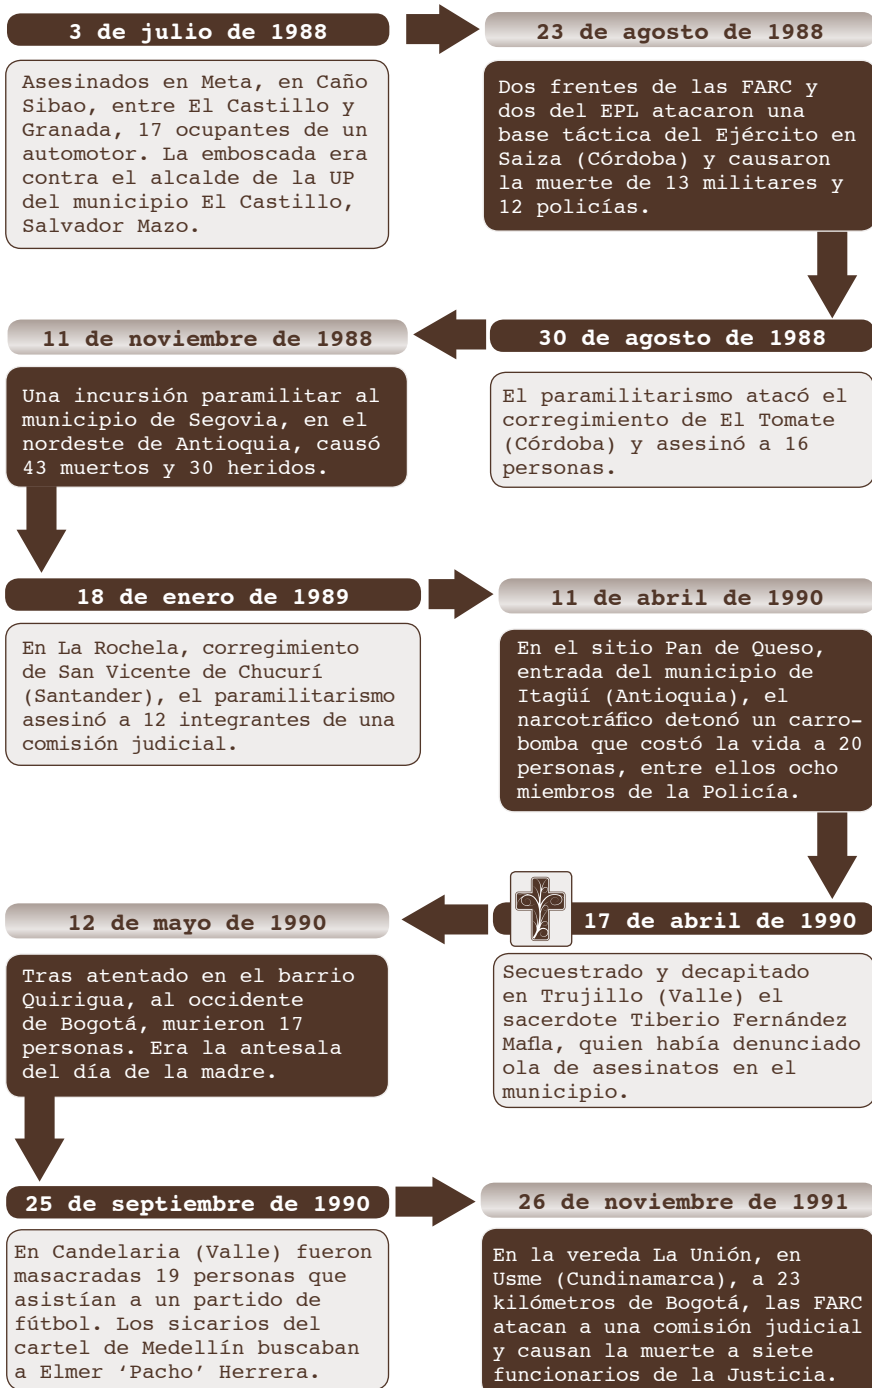 3 de julio de 1988
Asesinados en Meta, en Caño
Sibao, entre El Castillo y
Granada, 17 ocupantes de un
automotor. La emboscada era
contra el alcalde de la UP
del municipio El Castillo,
Salvador Mazo.
23 de agosto de 1988
Dos frentes de las FARC y
dos del EPL atacaron una
base táctica del Ejército en
Saiza (Córdoba) y causaron
la muerte de 13 militares y
12 policías.
30 de agosto de 1988
El paramilitarismo atacó el
corregimiento de El Tomate
(Córdoba) y asesinó a 16
personas.
11 de noviembre de 1988
Una incursión paramilitar al
municipio de Segovia, en el
nordeste de Antioquia, causó
43 muertos y 30 heridos.
18 de enero de 1989
En La Rochela, corregimiento
de San Vicente de Chucurí
(Santander), el paramilitarismo
asesinó a 12 integrantes de una
comisión judicial.
11 de abril de 1990
En el sitio Pan de Queso,
entrada del municipio de
Itagüí (Antioquia), el
narcotráfico detonó un carro-
bomba que costó la vida a 20
personas, entre ellos ocho
miembros de la Policía.
17 de abril de 1990
Secuestrado y decapitado
en Trujillo (Valle) el
sacerdote Tiberio Fernández
Mafla, quien había denunciado
ola de asesinatos en el
municipio.
12 de mayo de 1990
Tras atentado en el barrio
Quirigua, al occidente
de Bogotá, murieron 17
personas. Era la antesala
del día de la madre.
25 de septiembre de 1990
En Candelaria (Valle) fueron
masacradas 19 personas que
asistían a un partido de
fútbol. Los sicarios del
cartel de Medellín buscaban
a Elmer ‘Pacho’ Herrera.
26 de noviembre de 1991
En la vereda La Unión, en
Usme (Cundinamarca), a 23
kilómetros de Bogotá, las FARC
atacan a una comisión judicial
y causan la muerte a siete
funcionarios de la Justicia.